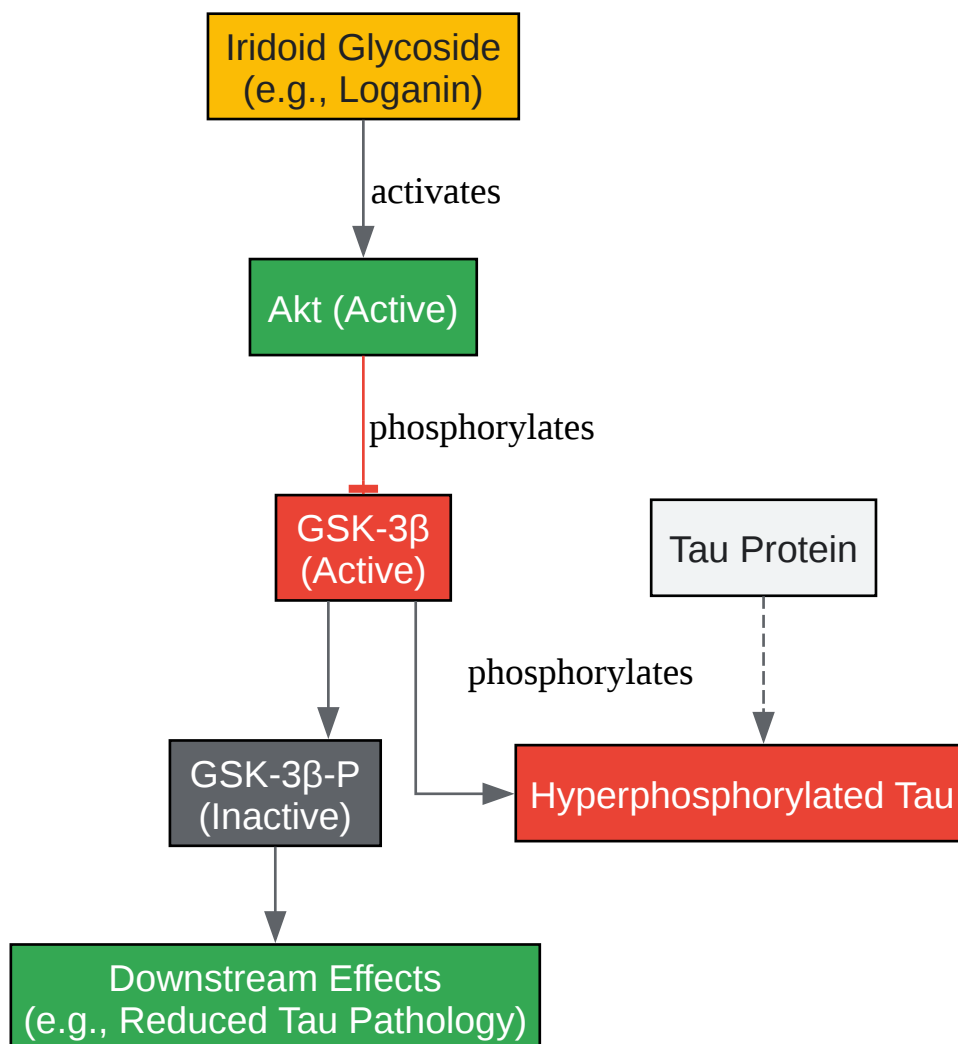 Iridoid Glycoside
(e.g., Loganin)
activates
Akt (Active)
phosphorylates
GSK-3β
(Active)
Tau Protein
phosphorylates
GSK-3β-P
(Inactive)
Hyperphosphorylated Tau
Downstream Effects
(e.g., Reduced Tau Pathology)